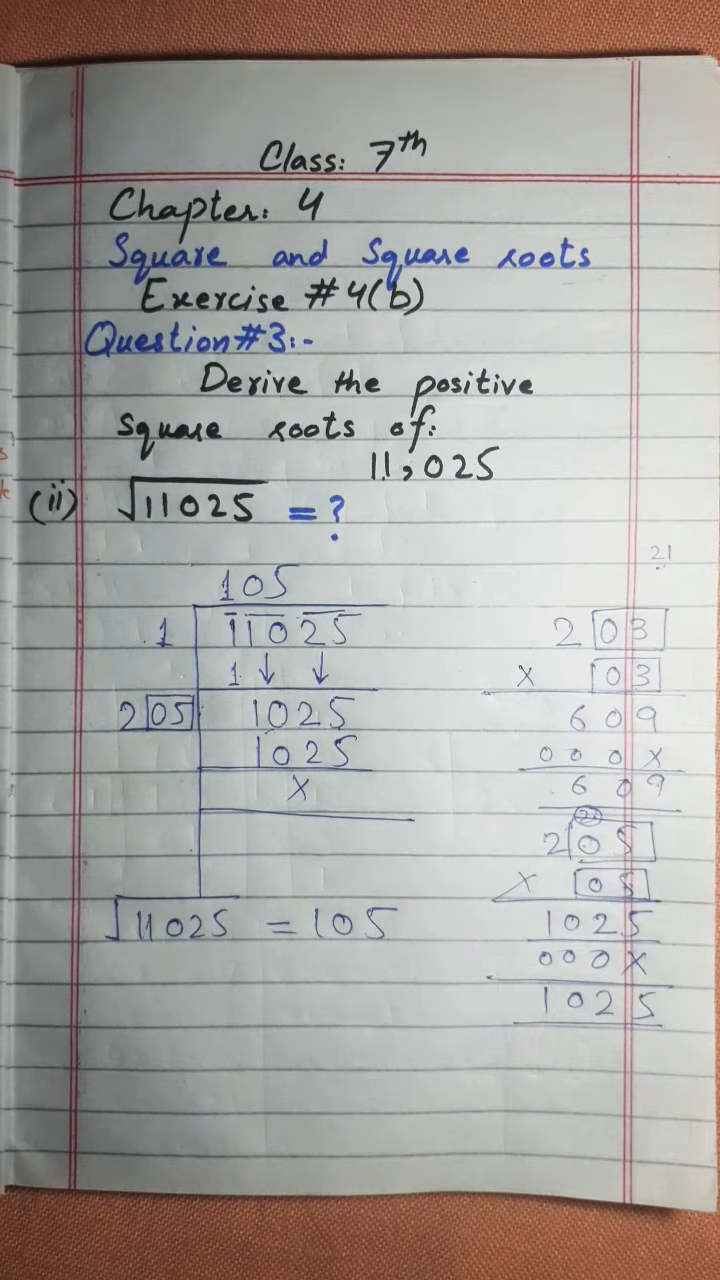 Class: 7th
Chapter: 4
Square and Square roots
Exercise #4(b)
Question#3:-
Derive the positive
square roots of:
11,025
(ii) √11025 = ?
21
105
1 11025
1 ↓ ↓
205 1025
1025
x
√11025 = 105
203
x 03
609
000x
609
205
x 05
1025
000x
1025